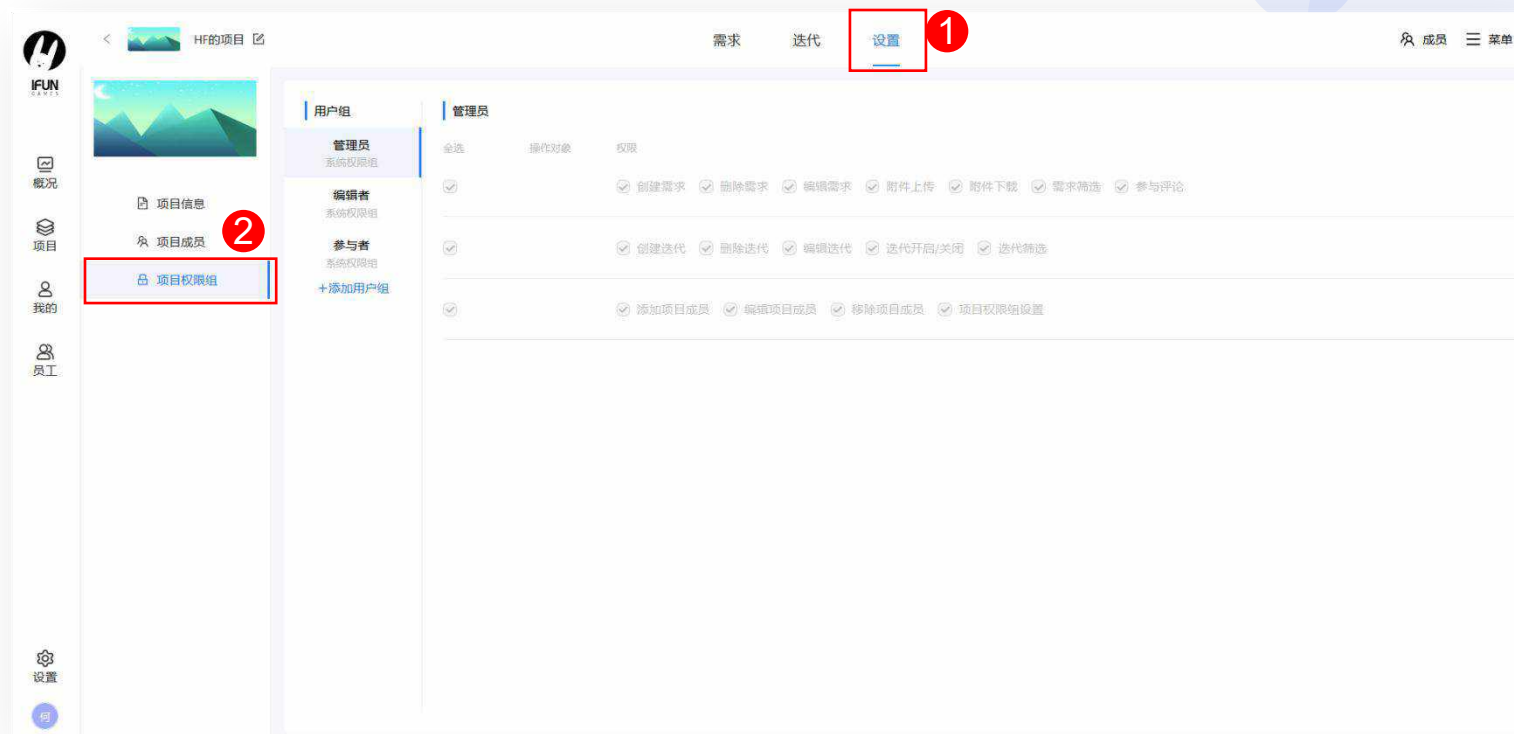 HF的项目
需求 迭代 设置 1
成员 菜单
IFUN
GAMES
概况
项目
我的
员工
设置
何
项目信息
项目成员 2
项目权限组
用户组
管理员
系统权限组
编辑者
系统权限组
参与者
系统权限组
+添加用户组
管理员
全选 操作对象 权限
创建需求 删除需求 编辑需求 附件上传 附件下载 需求筛选 参与评论
创建迭代 删除迭代 编辑迭代 迭代开启/关闭 迭代筛选
添加项目成员 编辑项目成员 移除项目成员 项目权限组设置